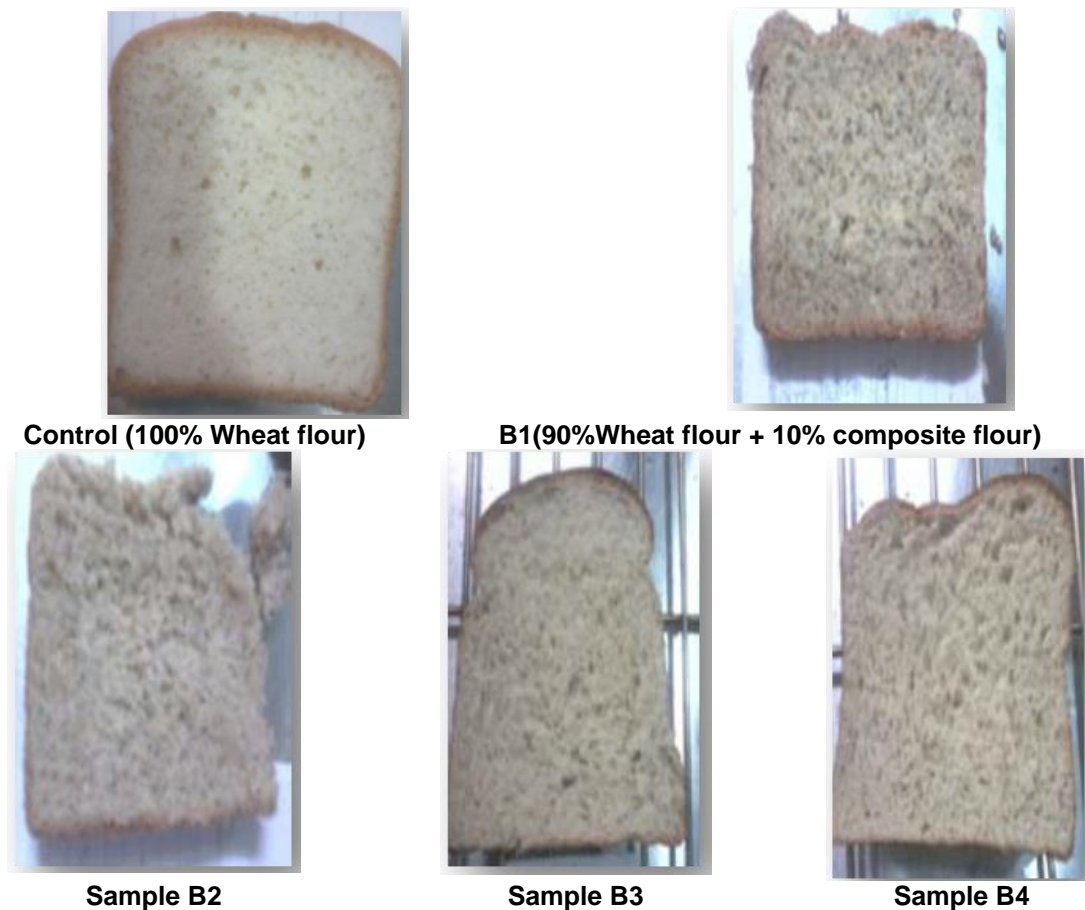 Control (100% Wheat flour)
B1(90%Wheat flour + 10% composite flour)
Sample B2
Sample B3
Sample B4